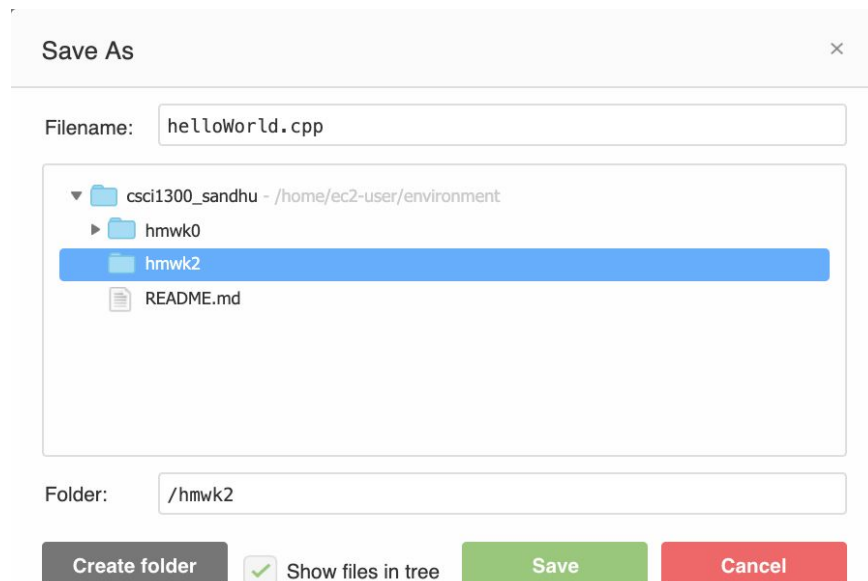 Save As ×
Filename: helloWorld.cpp
csci1300_sandhu - /home/ec2-user/environment
hmwk0
hmwk2
README.md
Folder: /hmwk2
Create folder Show files in tree Save Cancel